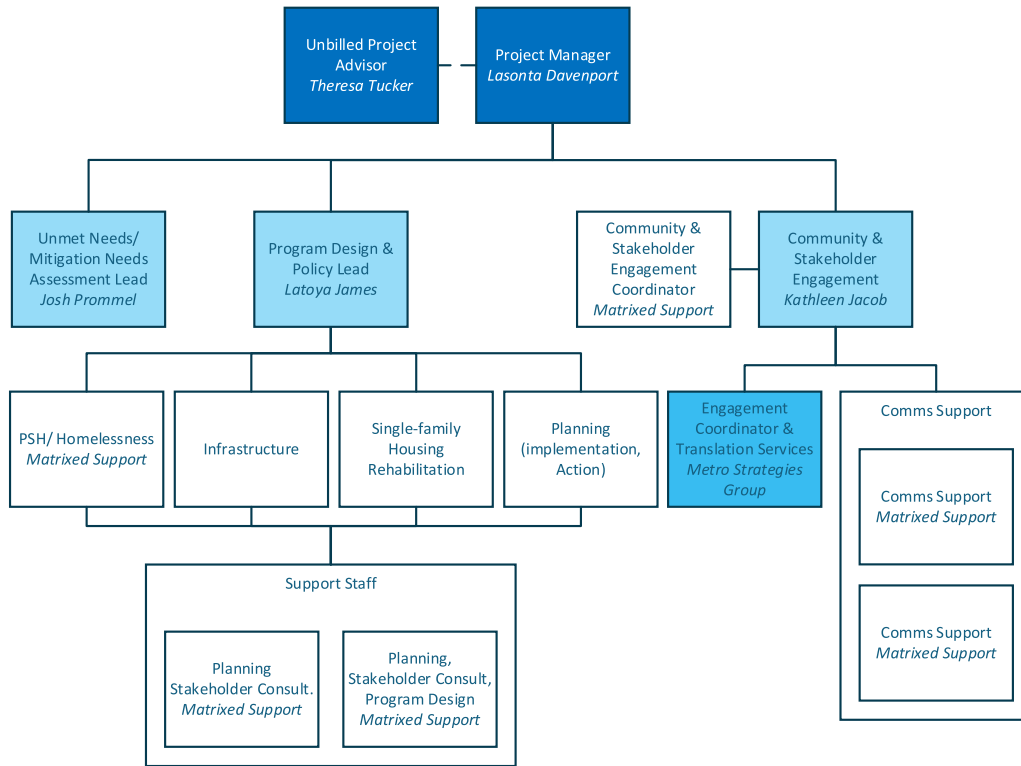 Unbilled Project
Advisor
Theresa Tucker
Project Manager
Lasonta Davenport
Unmet Needs/
Mitigation Needs
Assessment Lead
Josh Prommel
Program Design &
Policy Lead
Latoya James
Community &
Stakeholder
Engagement
Coordinator
Matrixed Support
Community &
Stakeholder
Engagement
Kathleen Jacob
PSH/ Homelessness
Matrixed Support
Infrastructure
Single-family
Housing
Rehabilitation
Planning
(implementation,
Action)
Engagement
Coordinator &
Translation Services
Metro Strategies
Group
Comms Support
Comms Support
Matrixed Support
Comms Support
Matrixed Support
Support Staff
Planning
Stakeholder Consult.
Matrixed Support
Planning,
Stakeholder Consult,
Program Design
Matrixed Support